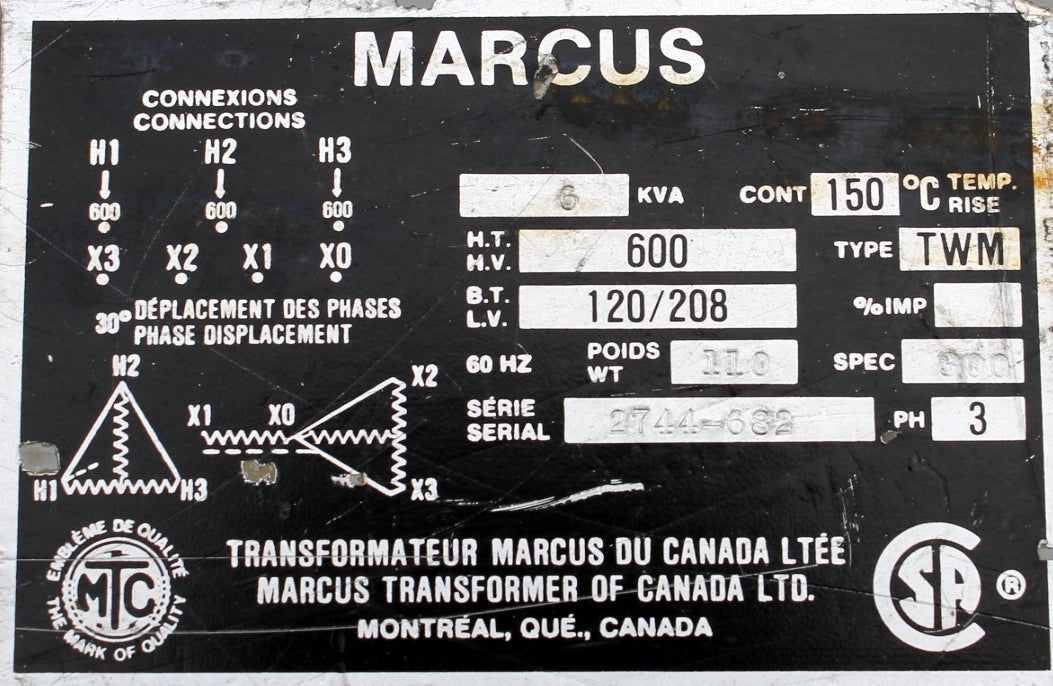 MARCUS
CONNEXIONS
CONNECTIONS
H1 H2 H3
600 600 600
X3 X2 X1 X0
30° DÉPLACEMENT DES PHASES
PHASE DISPLACEMENT
H2
H1 H3
X1 X0 X2
X3
6 KVA CONT 150 °C TEMP. RISE
H.T.
H.V. 600 TYPE TWM
B.T.
L.V. 120/208 % IMP
60 HZ POIDS
WT 110 SPEC
SÉRIE
SERIAL 2744-682 PH 3
EMBLÈME DE QUALITÉ
MTC
THE MARK OF QUALITY
TRANSFORMATEUR MARCUS DU CANADA LTÉE
MARCUS TRANSFORMER OF CANADA LTD.
MONTRÉAL, QUÉ., CANADA
CSA ®